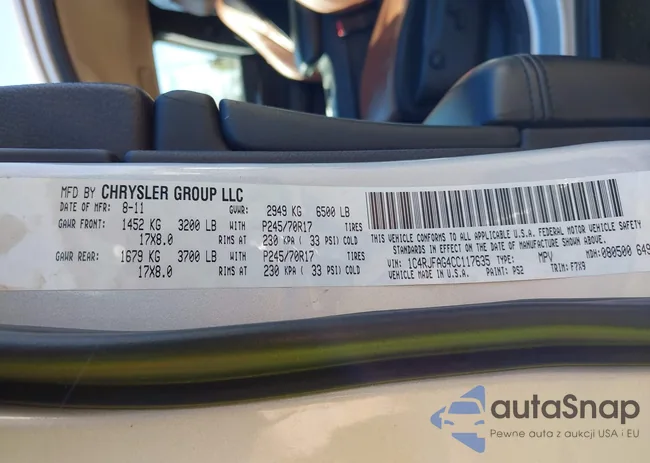 MFD BY CHRYSLER GROUP LLC
DATE OF MFR: 8-11 GVWR: 2949 KG 6500 LB
GAWR FRONT: 1452 KG 3200 LB WITH P245/70R17 TIRES
17X8.0 RIMS AT 230 KPA ( 33 PSI) COLD
GAWR REAR: 1679 KG 3700 LB WITH P245/70R17 TIRES
17X8.0 RIMS AT 230 KPA ( 33 PSI) COLD
THIS VEHICLE CONFORMS TO ALL APPLICABLE U.S.A. FEDERAL MOTOR VEHICLE SAFETY
STANDARDS IN EFFECT ON THE DATE OF MANUFACTURE SHOWN ABOVE.
VIN: 1C4RJFAG4CC117635 TYPE: MPV MDH: 080500 649
PAINT: PS2 TRIM: F7X9
autaSnap
Pewne auta z aukcji USA i EU